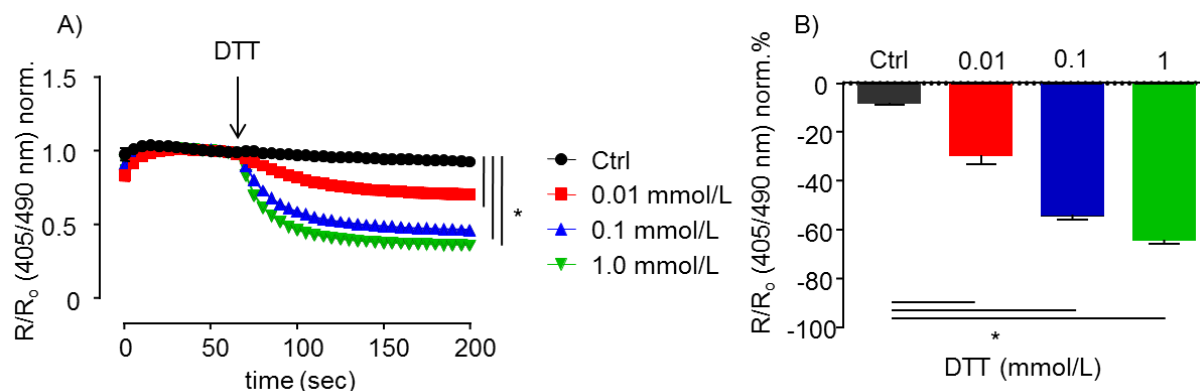 A)
DTT
R/Ro (405/490 nm) norm.
1.5
1.0
0.5
0
0 50 100 150 200
time (sec)
Ctrl
0.01 mmol/L
0.1 mmol/L
1.0 mmol/L
*
B)
Ctrl 0.01 0.1 1
R/Ro (405/490 nm) norm.%
0
-20
-40
-60
-80
-100
*
DTT (mmol/L)